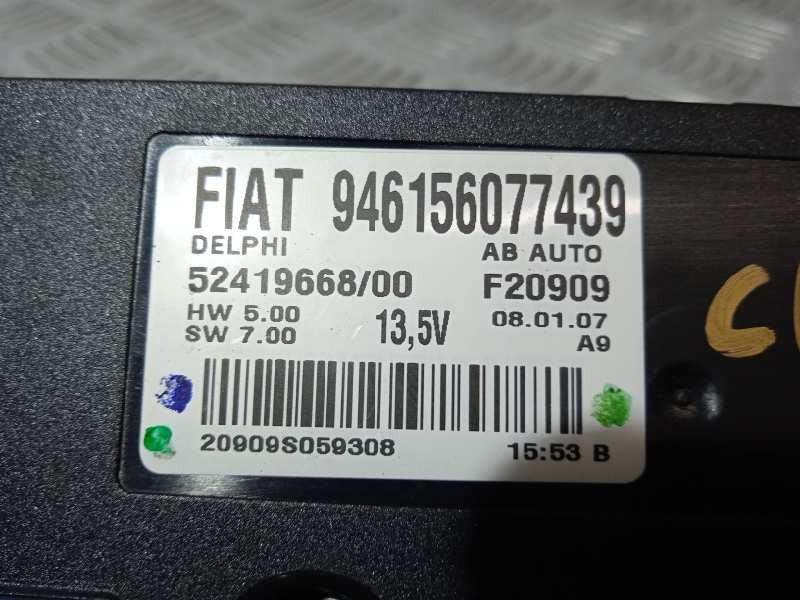 FIAT 946156077439
DELPHI AB AUTO
52419668/00 F20909
HW 5.00 13,5V 08.01.07
SW 7.00 A9
20909S059308 15:53 B